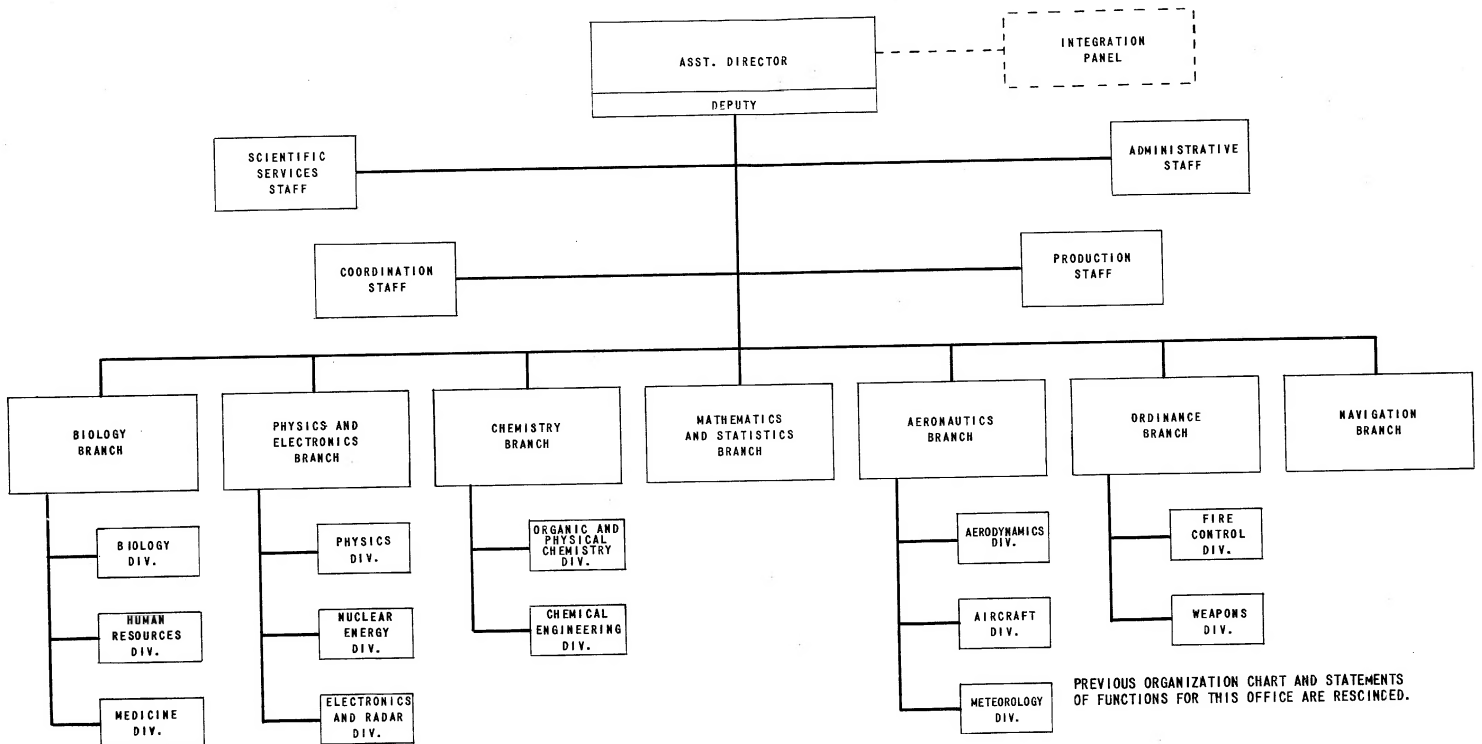 ASST. DIRECTOR
DEPUTY
INTEGRATION
PANEL
SCIENTIFIC
SERVICES
STAFF
ADMINISTRATIVE
STAFF
COORDINATION
STAFF
PRODUCTION
STAFF
BIOLOGY
BRANCH
PHYSICS AND
ELECTRONICS
BRANCH
CHEMISTRY
BRANCH
MATHEMATICS
AND STATISTICS
BRANCH
AERONAUTICS
BRANCH
ORDINANCE
BRANCH
NAVIGATION
BRANCH
BIOLOGY
DIV.
HUMAN
RESOURCES
DIV.
MEDICINE
DIV.
PHYSICS
DIV.
NUCLEAR
ENERGY
DIV.
ELECTRONICS
AND RADAR
DIV.
ORGANIC AND
PHYSICAL
CHEMISTRY
DIV.
CHEMICAL
ENGINEERING
DIV.
AERODYNAMICS
DIV.
AIRCRAFT
DIV.
METEOROLOGY
DIV.
FIRE
CONTROL
DIV.
WEAPONS
DIV.
PREVIOUS ORGANIZATION CHART AND STATEMENTS
OF FUNCTIONS FOR THIS OFFICE ARE RESCINDED.